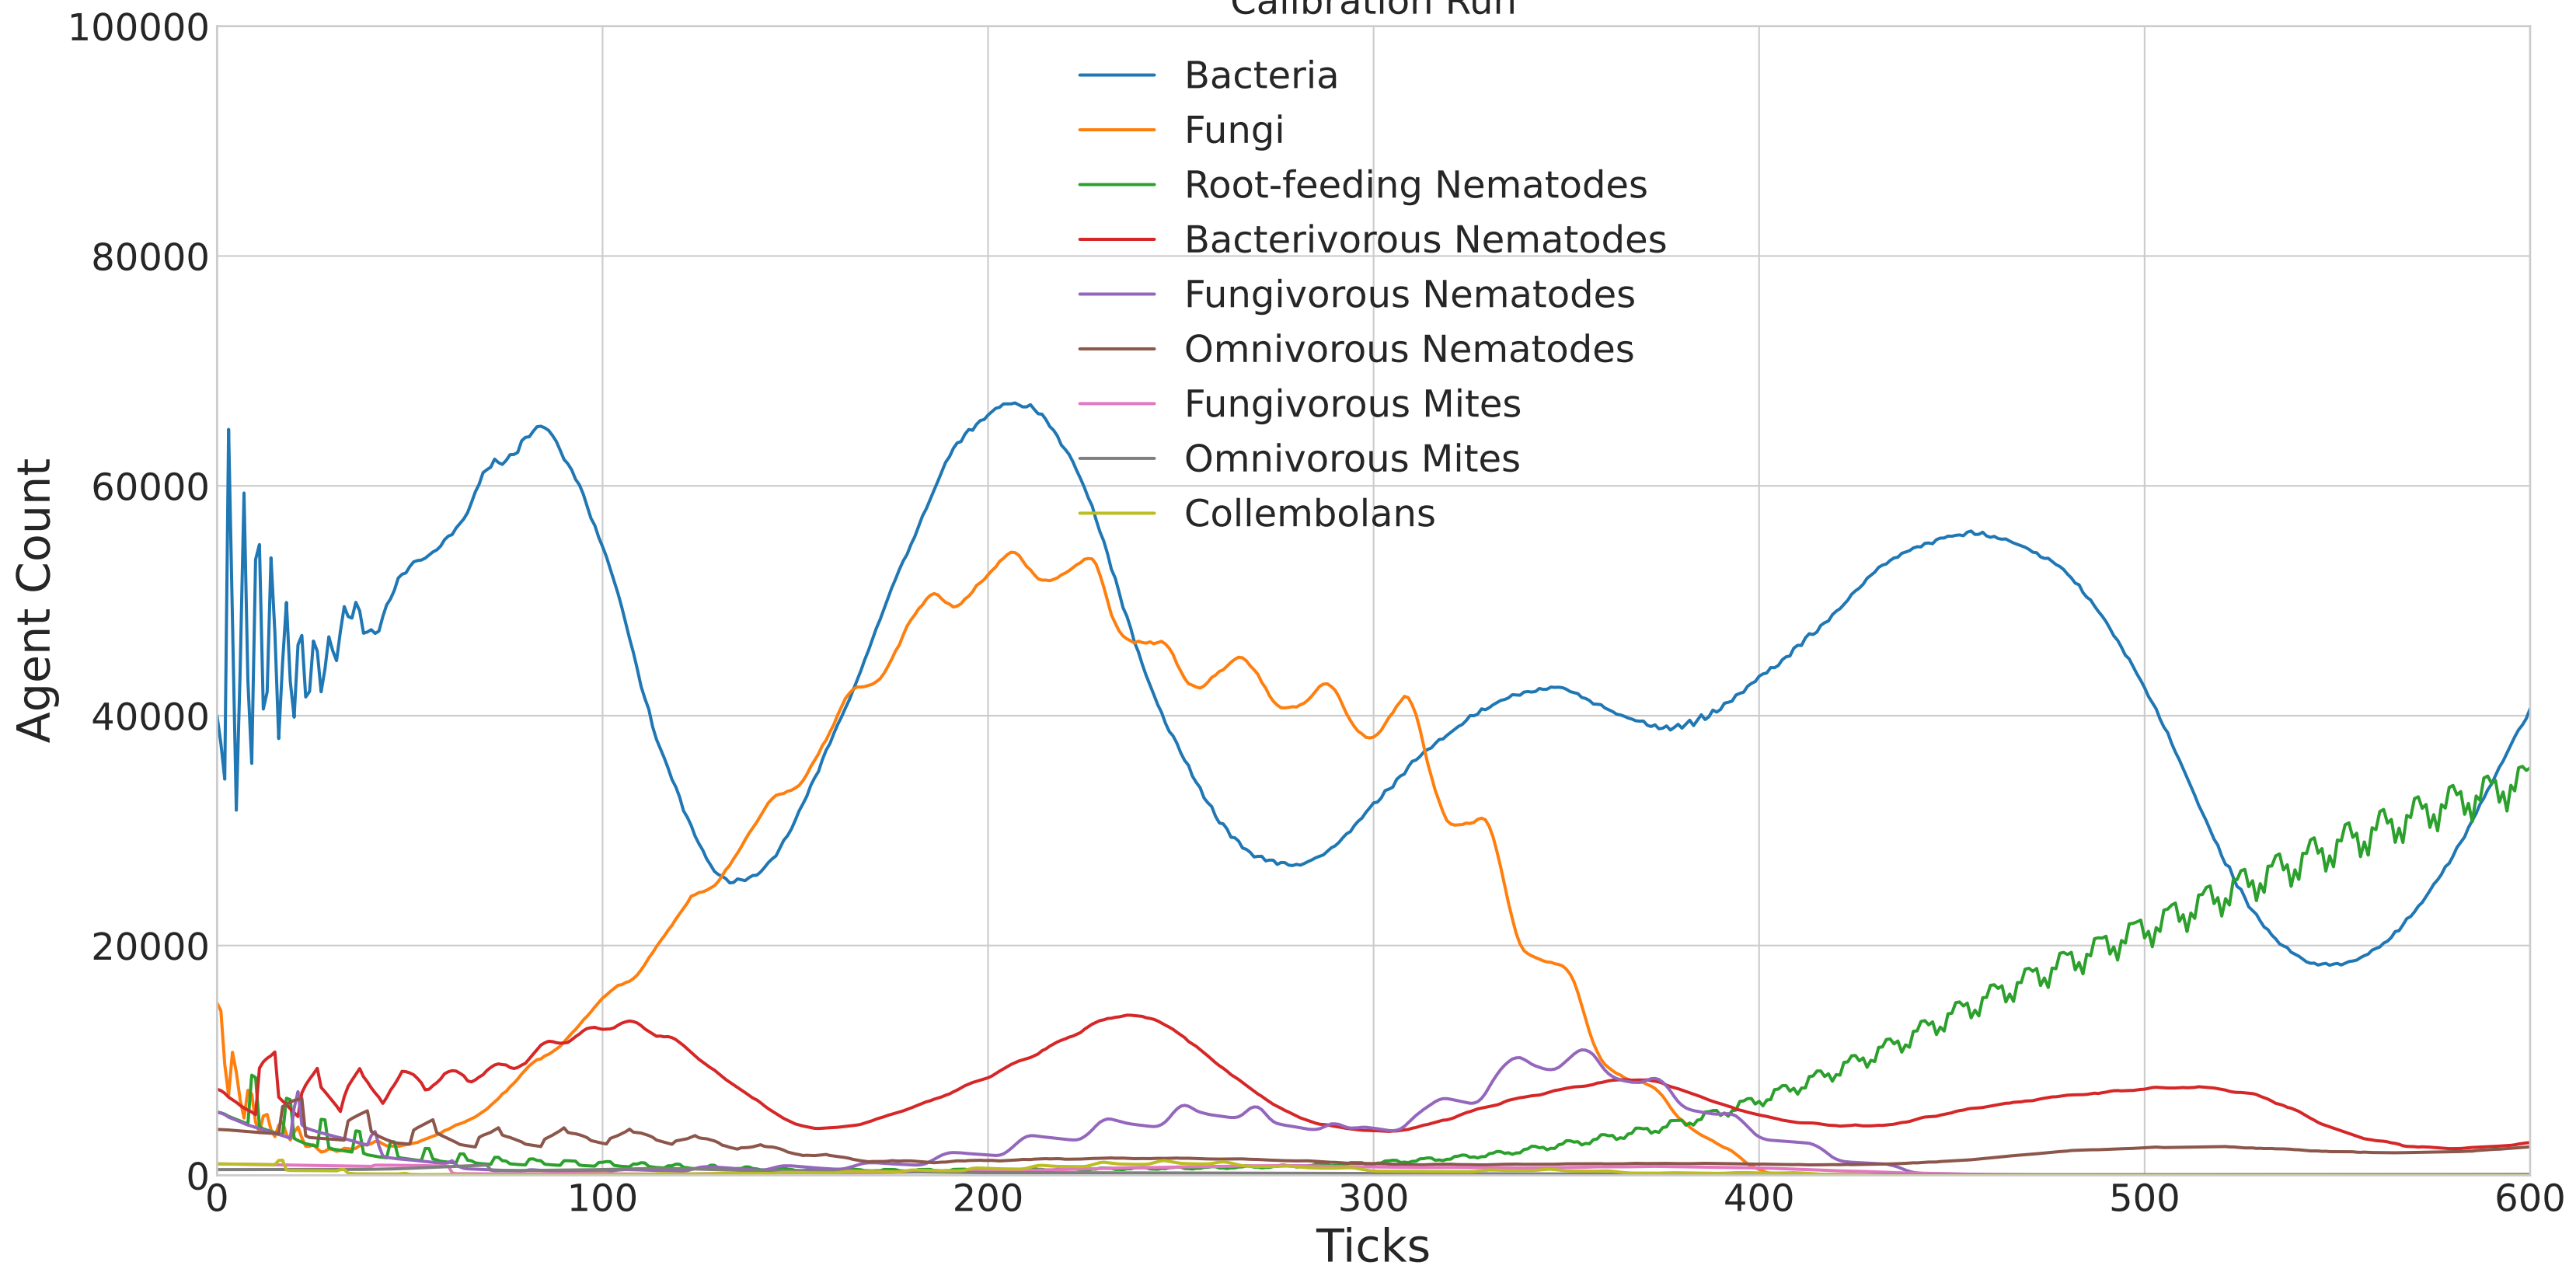 Calibration Run
100000
80000
60000
40000
20000
0
Agent Count
Bacteria
Fungi
Root-feeding Nematodes
Bacterivorous Nematodes
Fungivorous Nematodes
Omnivorous Nematodes
Fungivorous Mites
Omnivorous Mites
Collembolans
0 100 200 300 400 500 600
Ticks